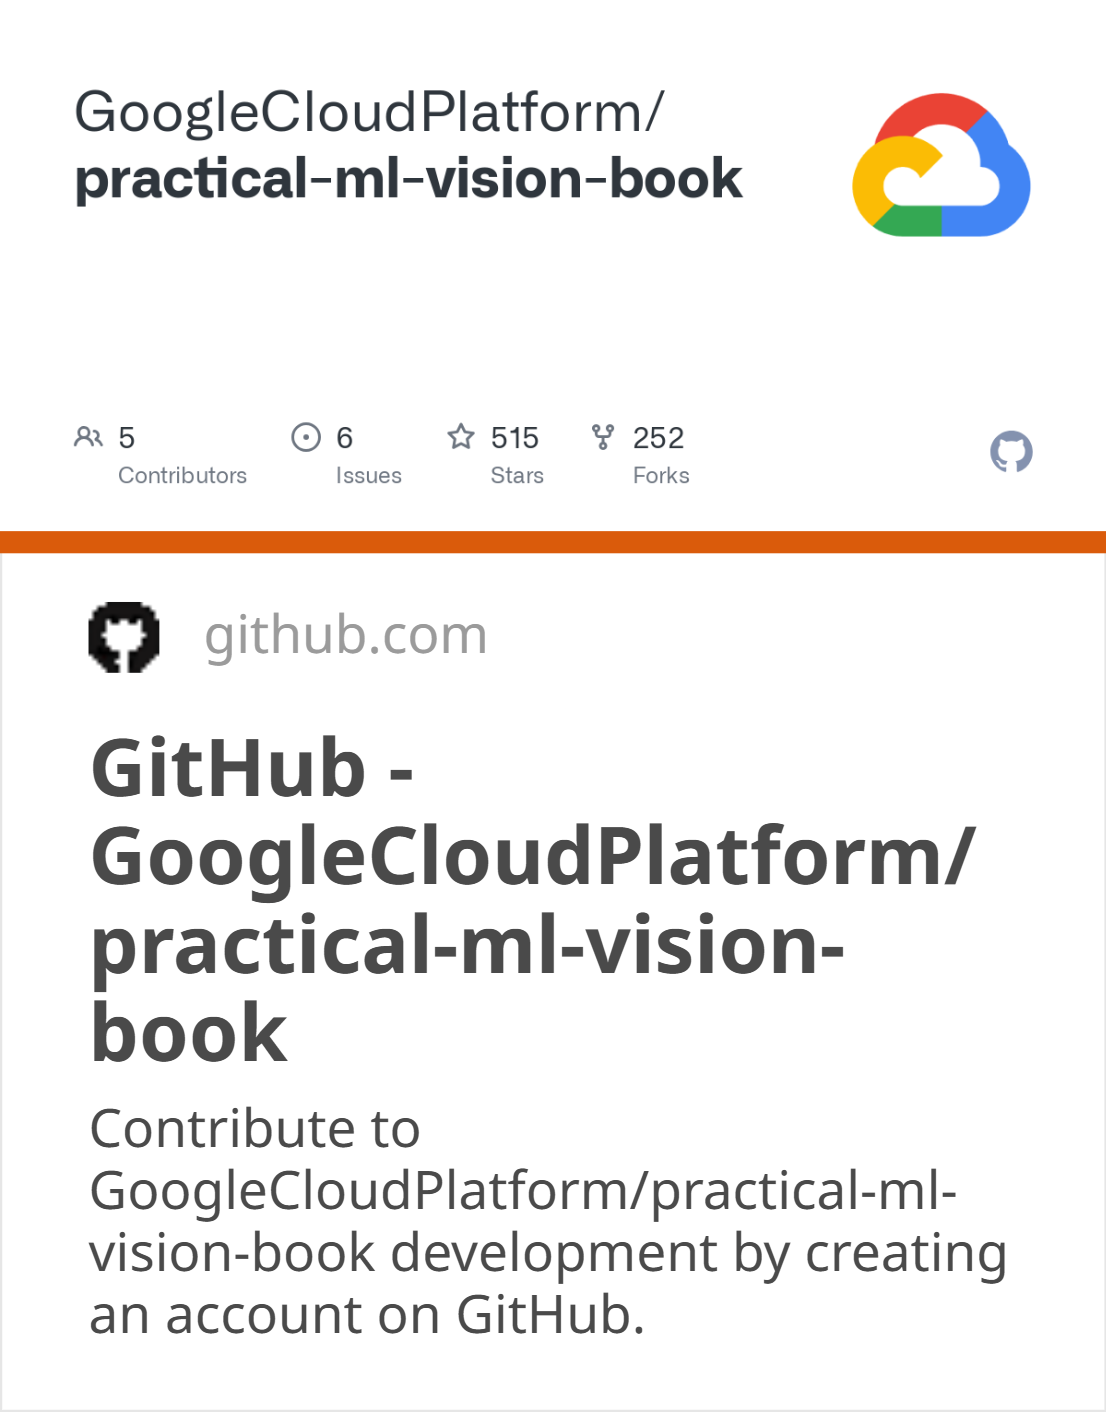 GoogleCloudPlatform/
practical-ml-vision-book
5 6 515 252
Contributors Issues Stars Forks
github.com
GitHub -
GoogleCloudPlatform/
practical-ml-vision-
book
Contribute to
GoogleCloudPlatform/practical-ml-
vision-book development by creating
an account on GitHub.